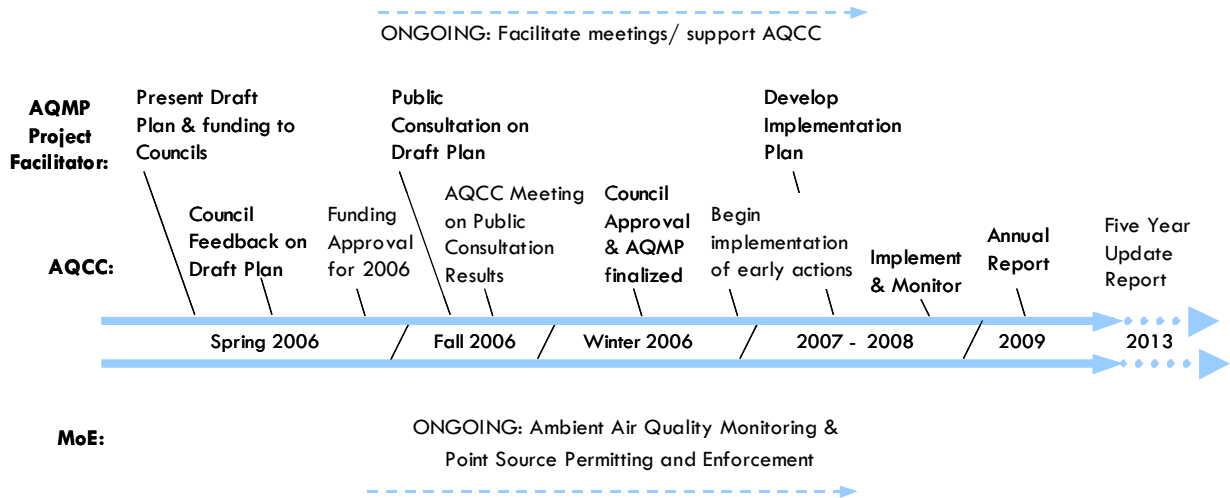 ONGOING: Facilitate meetings/ support AQCC
AQMP
Project
Facilitator:
Present Draft
Plan & funding to
Councils
Public
Consultation on
Draft Plan
Develop
Implementation
Plan
AQCC:
Council
Feedback on
Draft Plan
Funding
Approval
for 2006
AQCC Meeting
on Public
Consultation
Results
Council
Approval
& AQMP
finalized
Begin
implementation
of early actions
Implement
& Monitor
Annual
Report
Five Year
Update
Report
Spring 2006
Fall 2006
Winter 2006
2007 - 2008
2009
2013
MoE:
ONGOING: Ambient Air Quality Monitoring &
Point Source Permitting and Enforcement